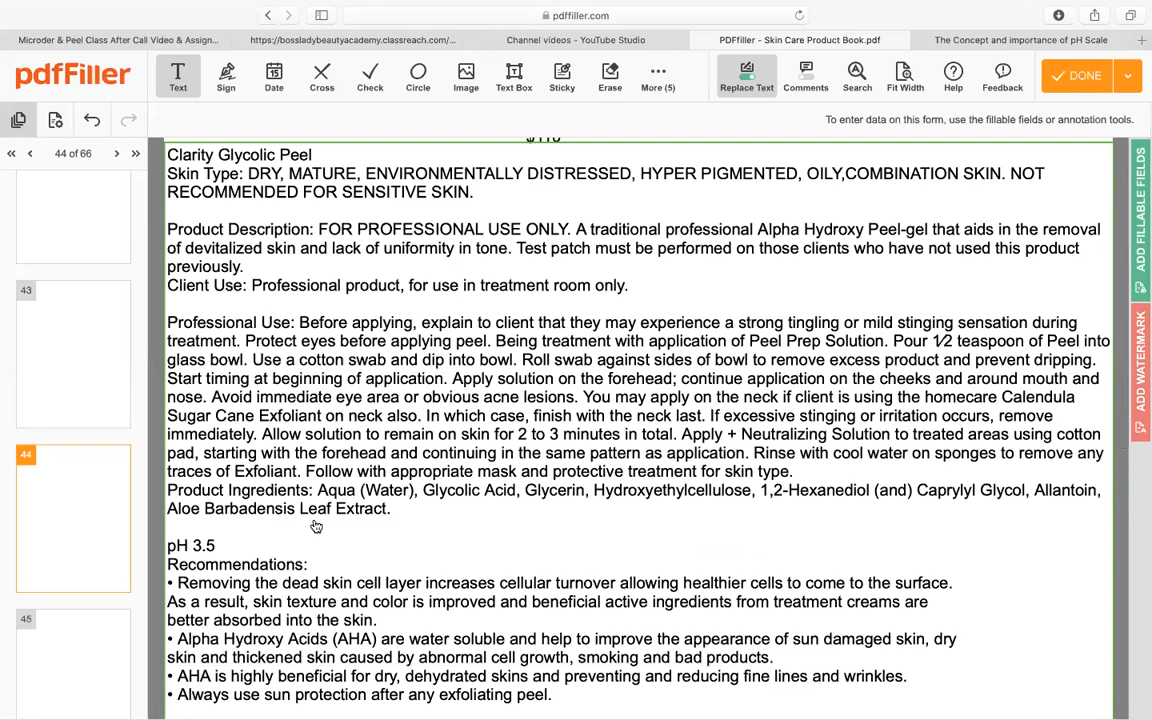 pdffiller.com
Microder & Peel Class After Call Video & Assign...
https://bossladybeautyacademy.classreach.com/...
Channel videos - YouTube Studio
PDFfiller - Skin Care Product Book.pdf
The Concept and importance of pH Scale
pdfFiller
Text
Sign
Date
Cross
Check
Circle
Image
Text Box
Sticky
Erase
More (5)
Replace Text
Comments
Search
Fit Width
Help
Feedback
DONE
To enter data on this form, use the fillable fields or annotation tools.
44 of 66
43
44
45
ADD FILLABLE FIELDS
ADD WATERMARK
$110
Clarity Glycolic Peel
Skin Type: DRY, MATURE, ENVIRONMENTALLY DISTRESSED, HYPER PIGMENTED, OILY,COMBINATION SKIN. NOT
RECOMMENDED FOR SENSITIVE SKIN.
Product Description: FOR PROFESSIONAL USE ONLY. A traditional professional Alpha Hydroxy Peel-gel that aids in the removal
of devitalized skin and lack of uniformity in tone. Test patch must be performed on those clients who have not used this product
previously.
Client Use: Professional product, for use in treatment room only.
Professional Use: Before applying, explain to client that they may experience a strong tingling or mild stinging sensation during
treatment. Protect eyes before applying peel. Being treatment with application of Peel Prep Solution. Pour 1⁄2 teaspoon of Peel into
glass bowl. Use a cotton swab and dip into bowl. Roll swab against sides of bowl to remove excess product and prevent dripping.
Start timing at beginning of application. Apply solution on the forehead; continue application on the cheeks and around mouth and
nose. Avoid immediate eye area or obvious acne lesions. You may apply on the neck if client is using the homecare Calendula
Sugar Cane Exfoliant on neck also. In which case, finish with the neck last. If excessive stinging or irritation occurs, remove
immediately. Allow solution to remain on skin for 2 to 3 minutes in total. Apply + Neutralizing Solution to treated areas using cotton
pad, starting with the forehead and continuing in the same pattern as application. Rinse with cool water on sponges to remove any
traces of Exfoliant. Follow with appropriate mask and protective treatment for skin type.
Product Ingredients: Aqua (Water), Glycolic Acid, Glycerin, Hydroxyethylcellulose, 1,2-Hexanediol (and) Caprylyl Glycol, Allantoin,
Aloe Barbadensis Leaf Extract.
pH 3.5
Recommendations:
• Removing the dead skin cell layer increases cellular turnover allowing healthier cells to come to the surface.
As a result, skin texture and color is improved and beneficial active ingredients from treatment creams are
better absorbed into the skin.
• Alpha Hydroxy Acids (AHA) are water soluble and help to improve the appearance of sun damaged skin, dry
skin and thickened skin caused by abnormal cell growth, smoking and bad products.
• AHA is highly beneficial for dry, dehydrated skins and preventing and reducing fine lines and wrinkles.
• Always use sun protection after any exfoliating peel.